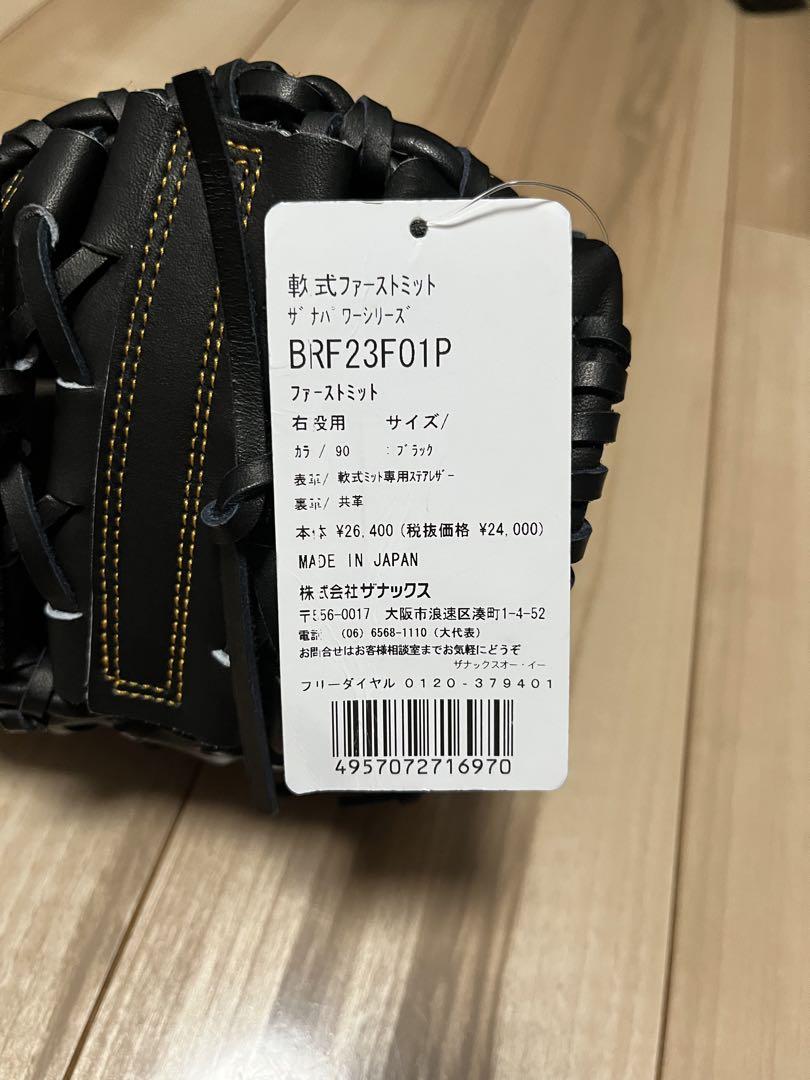 軟式ファーストミット
ザナパワーシリーズ
BRF23F01P
ファーストミット
右投用 サイズ/
カラ / 90 : ブラック
表革/ 軟式ミット専用ステアレザー
裏革/ 共革
本体 ¥26,400 (税抜価格 ¥24,000)
MADE IN JAPAN
株式会社ザナックス
〒556-0017 大阪市浪速区湊町1-4-52
電話 (06) 6568-1110 (大代表)
お問合せはお客様相談室までお気軽にどうぞ
ザナックスオー・イー
フリーダイヤル 0120-379401
4957072716970